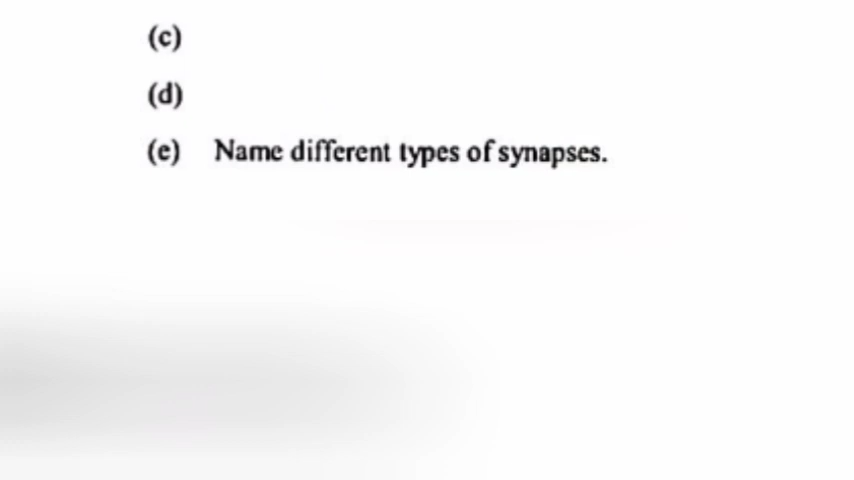 (c)
(d)
(e) Name different types of synapses.